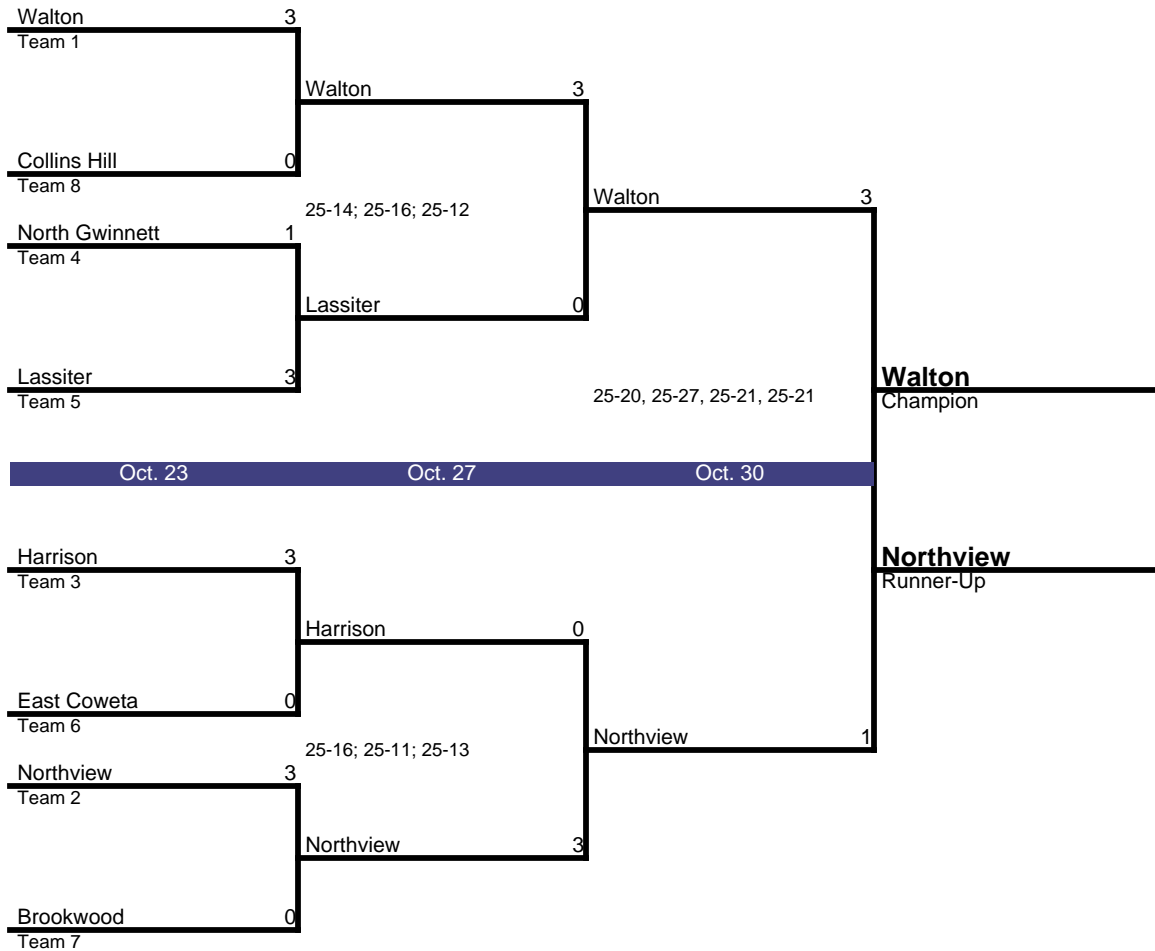 Walton 3
Team 1
Walton 3
Collins Hill 0
Team 8
Walton 3
25-14; 25-16; 25-12
North Gwinnett 1
Team 4
Lassiter 0
Lassiter 3
Team 5
Walton
25-20, 25-27, 25-21, 25-21
Champion
Oct. 23 Oct. 27 Oct. 30
Harrison 3
Team 3
Northview
Runner-Up
Harrison 0
East Coweta 0
Team 6
Northview 1
25-16; 25-11; 25-13
Northview 3
Team 2
Northview 3
Brookwood 0
Team 7